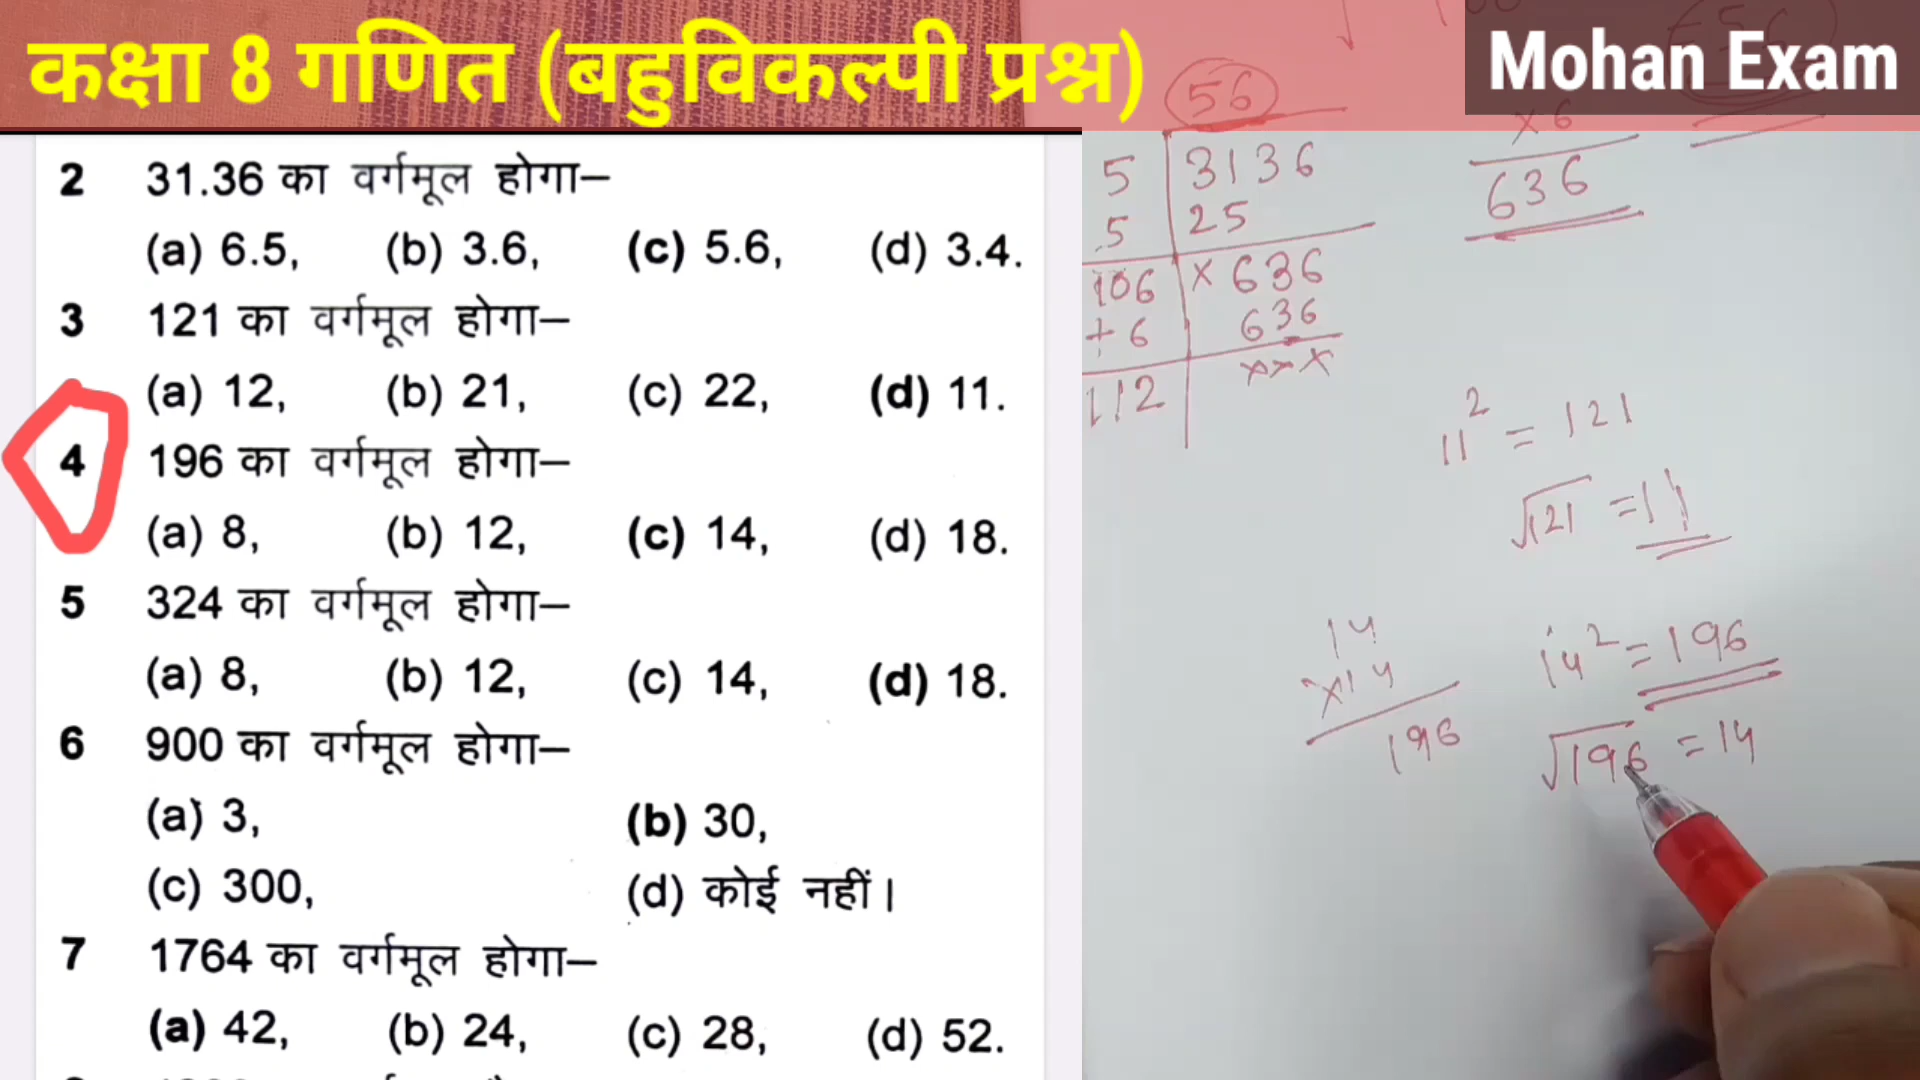 कक्षा 8 गणित (बहुविकल्पी प्रश्न)
Mohan Exam
2 31.36 का वर्गमूल होगा–
(a) 6.5, (b) 3.6, (c) 5.6, (d) 3.4.
3 121 का वर्गमूल होगा–
(a) 12, (b) 21, (c) 22, (d) 11.
4 196 का वर्गमूल होगा–
(a) 8, (b) 12, (c) 14, (d) 18.
5 324 का वर्गमूल होगा–
(a) 8, (b) 12, (c) 14, (d) 18.
6 900 का वर्गमूल होगा–
(a) 3, (b) 30,
(c) 300, (d) कोई नहीं।
7 1764 का वर्गमूल होगा–
(a) 42, (b) 24, (c) 28, (d) 52.
56
5 3136
5 25
106 × 636
+6 636
112 ×××
×6
636
11² = 121
√121 = 11
14
×14
196
14² = 196
√196 = 14